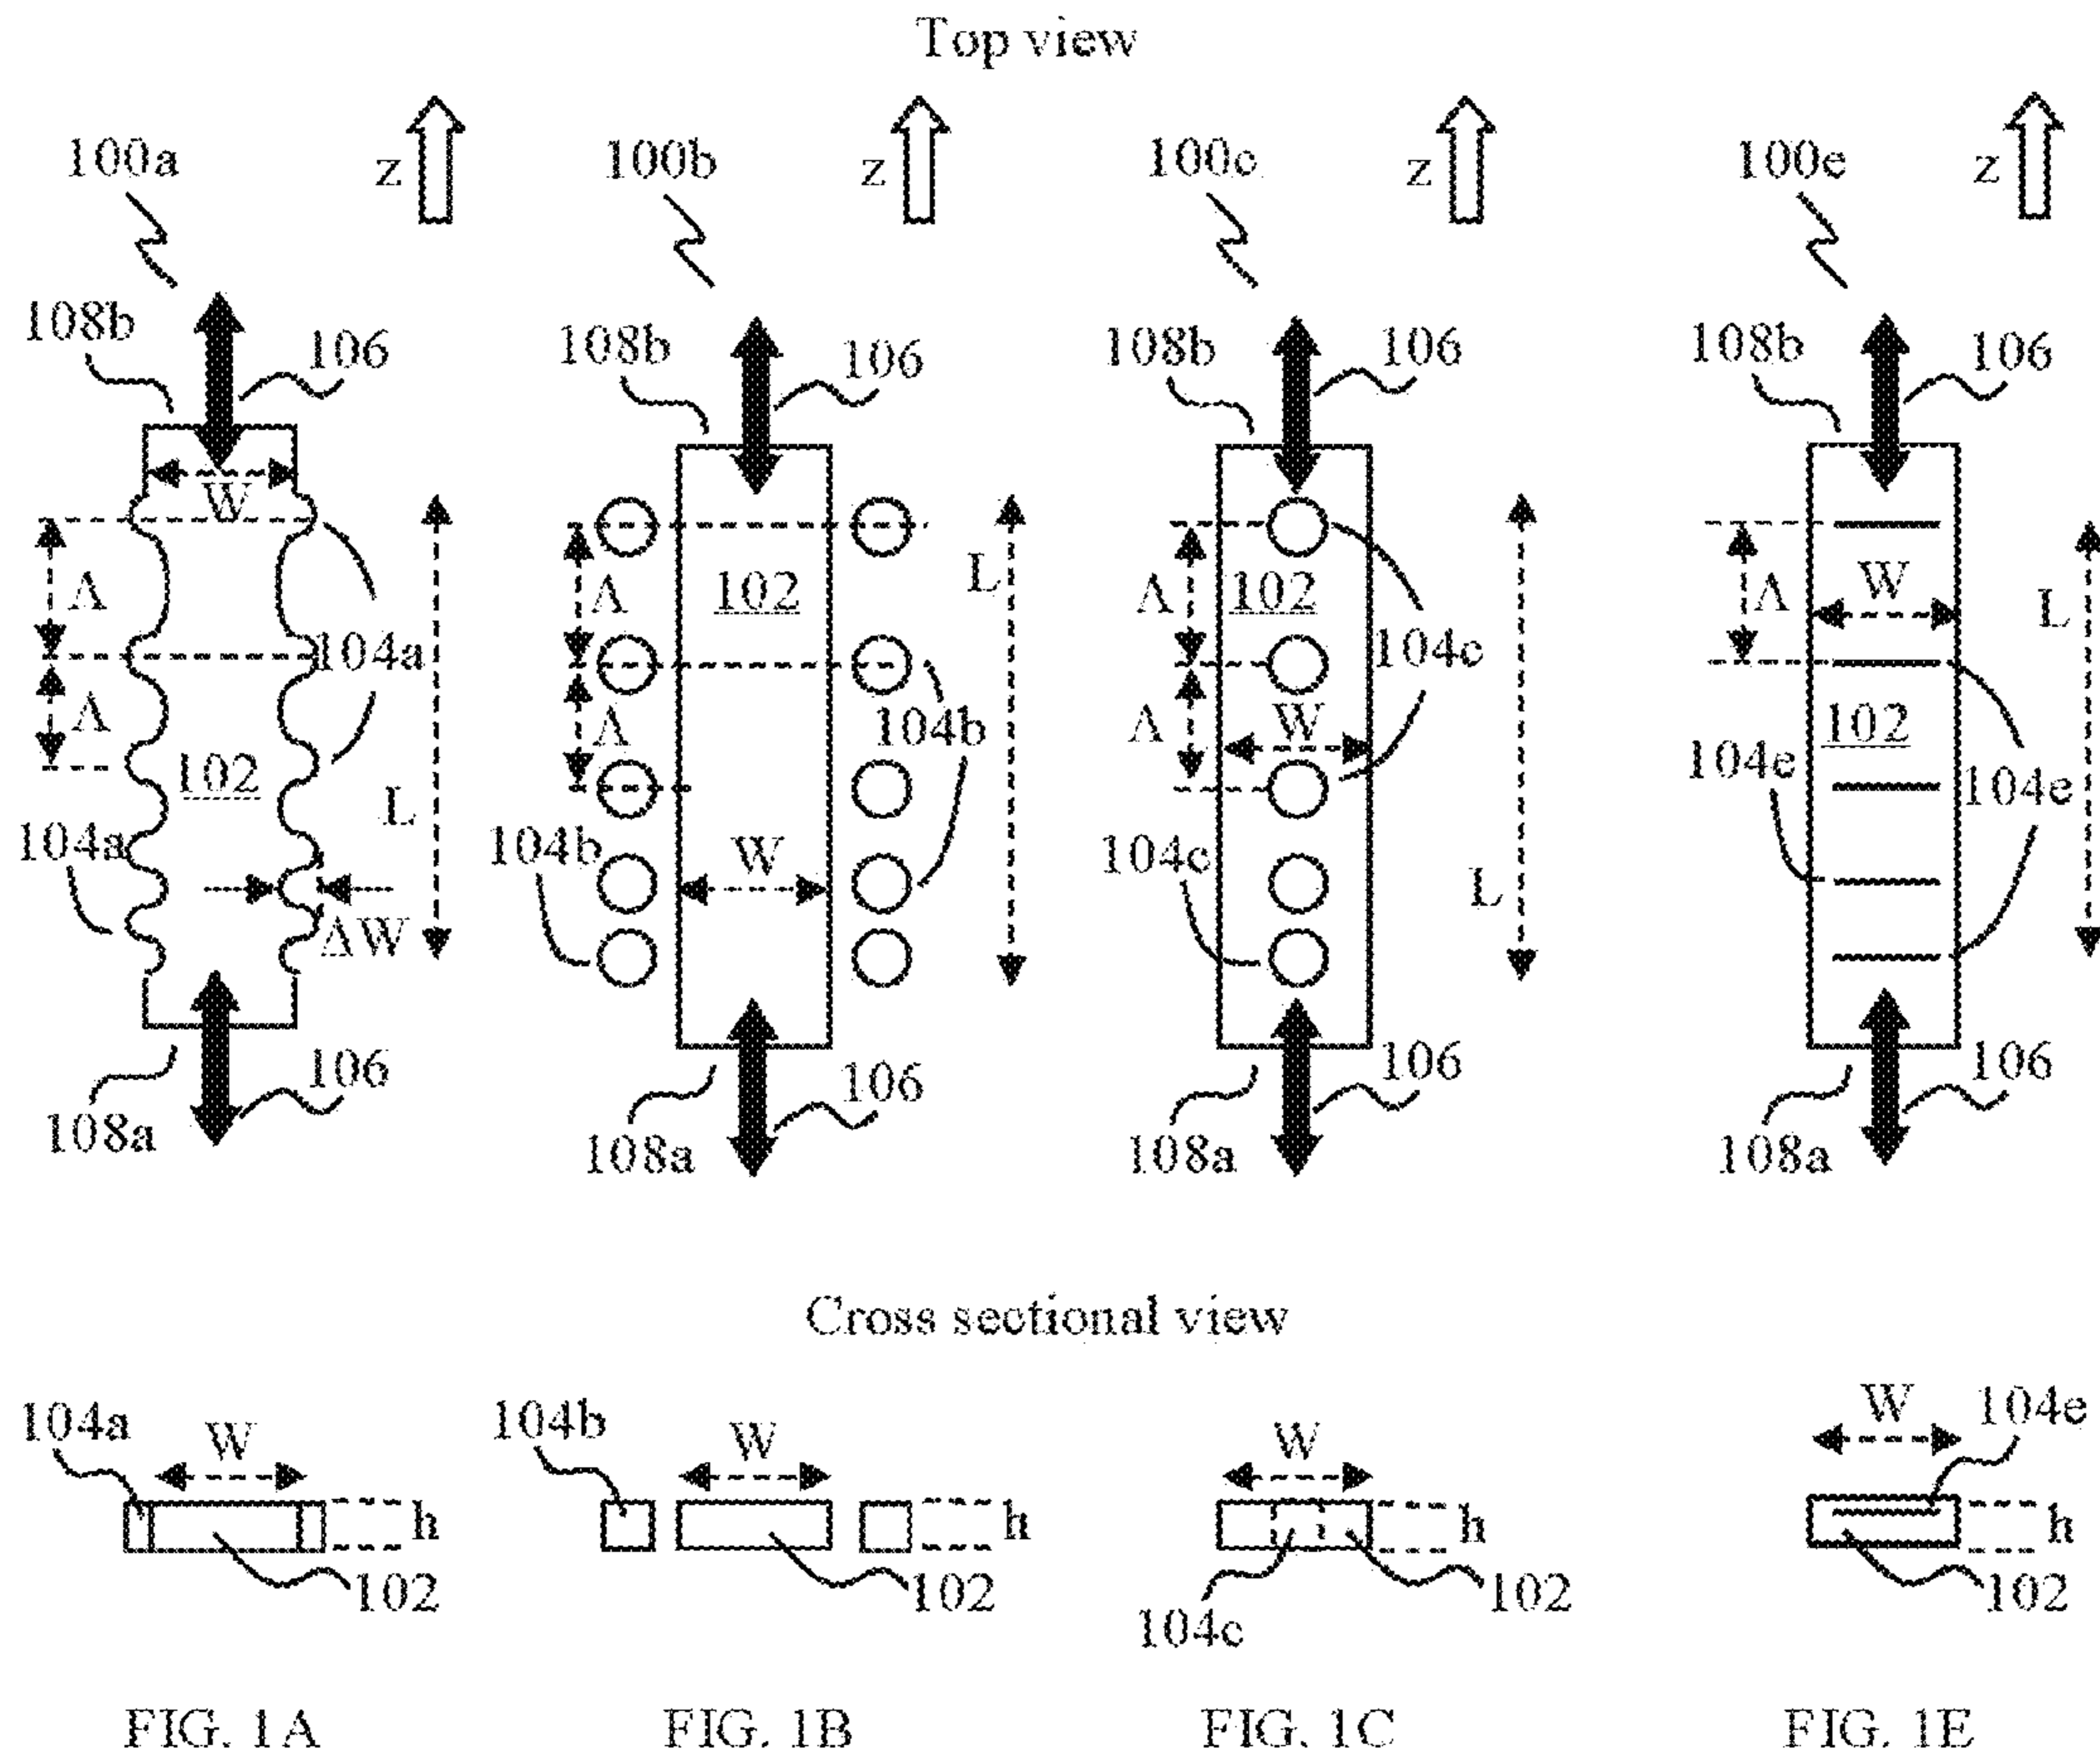 Top view
100a z 100b z 100c z 100e z
108b 106 108b 106 108b 106 108b 106
W
Λ Λ 102 L Λ 102 Λ W L
104a 104c
Λ 102 L Λ 104b Λ W 102 104e 104e
104a 104b W 104c L
ΔW
108a 106 108a 106 108a 106 108a 106
Cross sectional view
104a W 104b W W W 104e
h h h h
102 102 104c 102 102
FIG. 1A FIG. 1B FIG. 1C FIG. 1E